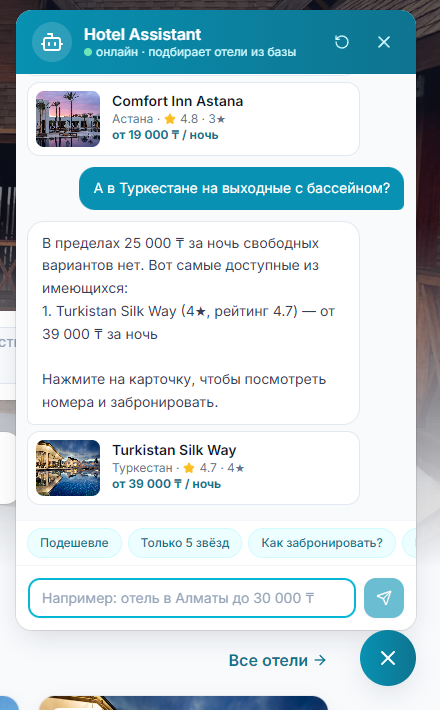 Hotel Assistant
онлайн · подбирает отели из базы
Comfort Inn Astana
Астана · ⭐ 4.8 · 3★
от 19 000 ₸ / ночь
А в Туркестане на выходные с бассейном?
В пределах 25 000 ₸ за ночь свободных
вариантов нет. Вот самые доступные из
имеющихся:
1. Turkistan Silk Way (4★, рейтинг 4.7) — от
39 000 ₸ за ночь
Нажмите на карточку, чтобы посмотреть
номера и забронировать.
Turkistan Silk Way
Туркестан · ⭐ 4.7 · 4★
от 39 000 ₸ / ночь
Подешевле
Только 5 звёзд
Как забронировать?
Например: отель в Алматы до 30 000 ₸
Все отели →